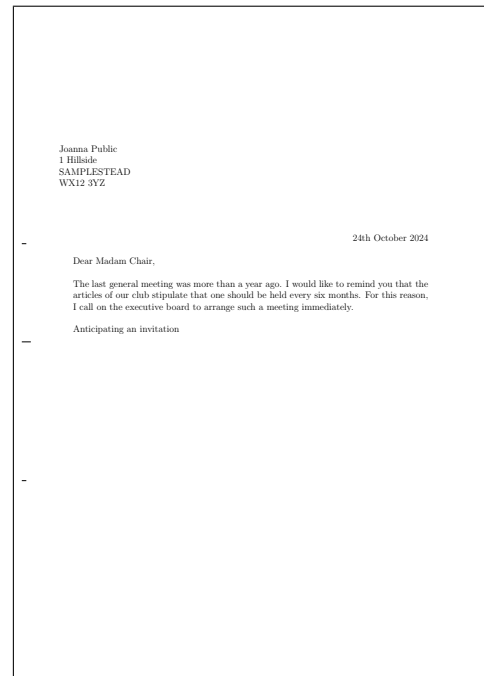 Joanna Public
1 Hillside
SAMPLESTEAD
WX12 3YZ
24th October 2024
Dear Madam Chair,
The last general meeting was more than a year ago. I would like to remind you that the
articles of our club stipulate that one should be held every six months. For this reason,
I call on the executive board to arrange such a meeting immediately.
Anticipating an invitation